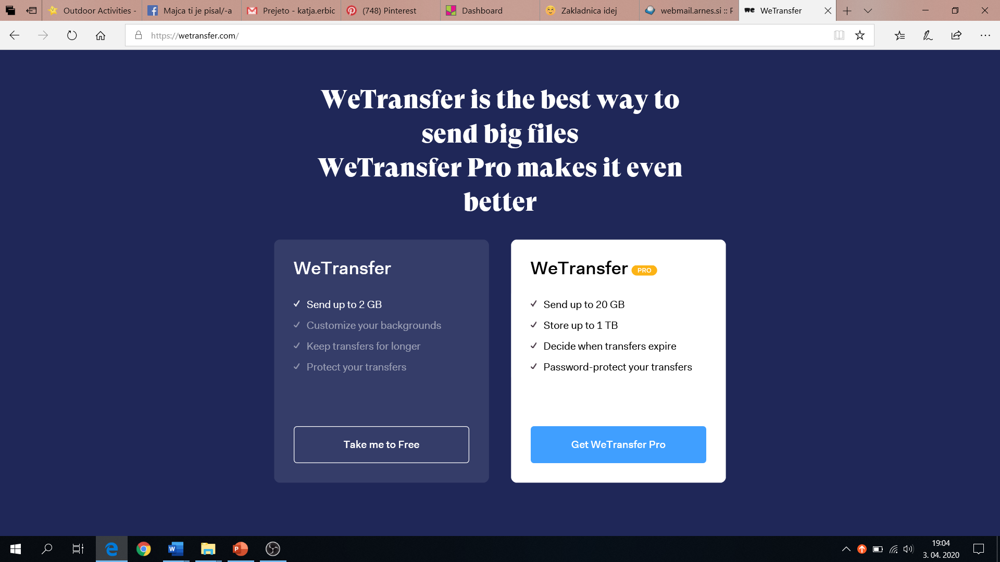 Outdoor Activities -
Majca ti je pisal/-a
Prejeto - katja.erbic
(748) Pinterest
Dashboard
Zakladnica idej
webmail.arnes.si :: F
we WeTransfer
https://wetransfer.com/
WeTransfer is the best way to
send big files
WeTransfer Pro makes it even
better
WeTransfer
Send up to 2 GB
Customize your backgrounds
Keep transfers for longer
Protect your transfers
Take me to Free
WeTransfer PRO
Send up to 20 GB
Store up to 1 TB
Decide when transfers expire
Password-protect your transfers
Get WeTransfer Pro
19:04
3. 04. 2020